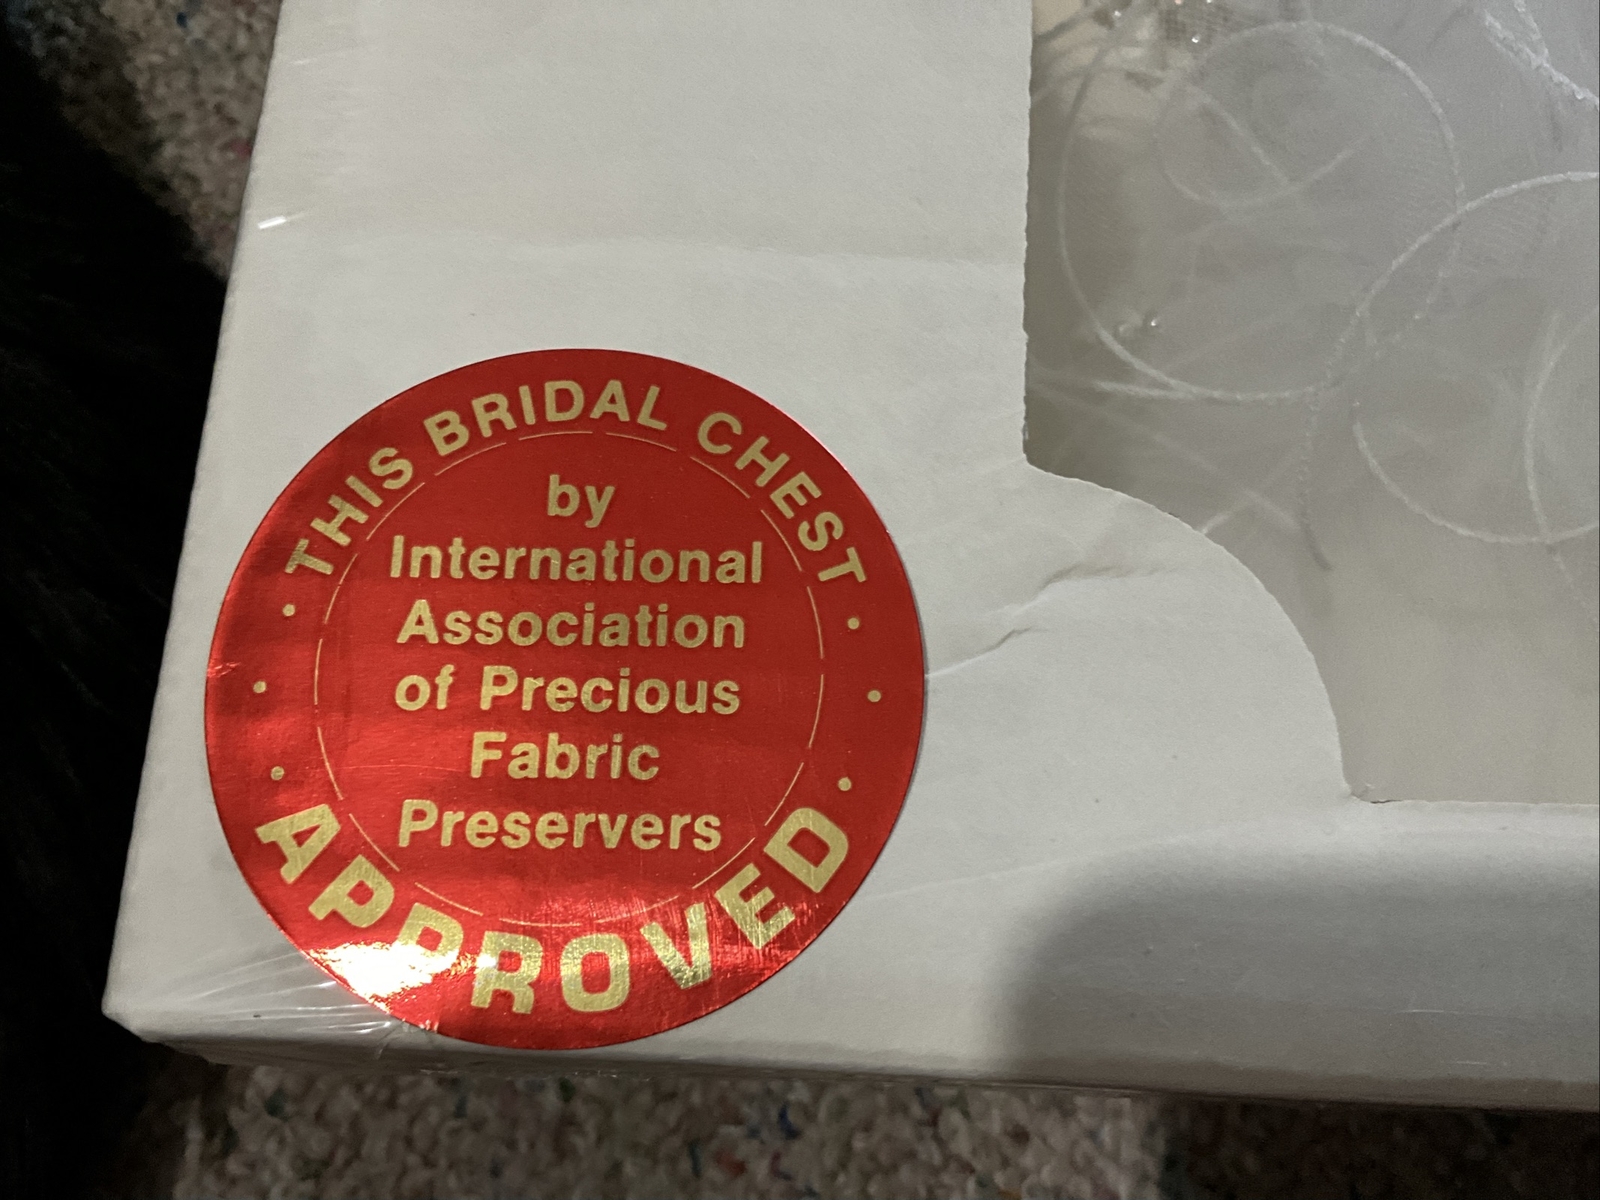 THIS BRIDAL CHEST
by
International
Association
of Precious
Fabric
Preservers
APPROVED